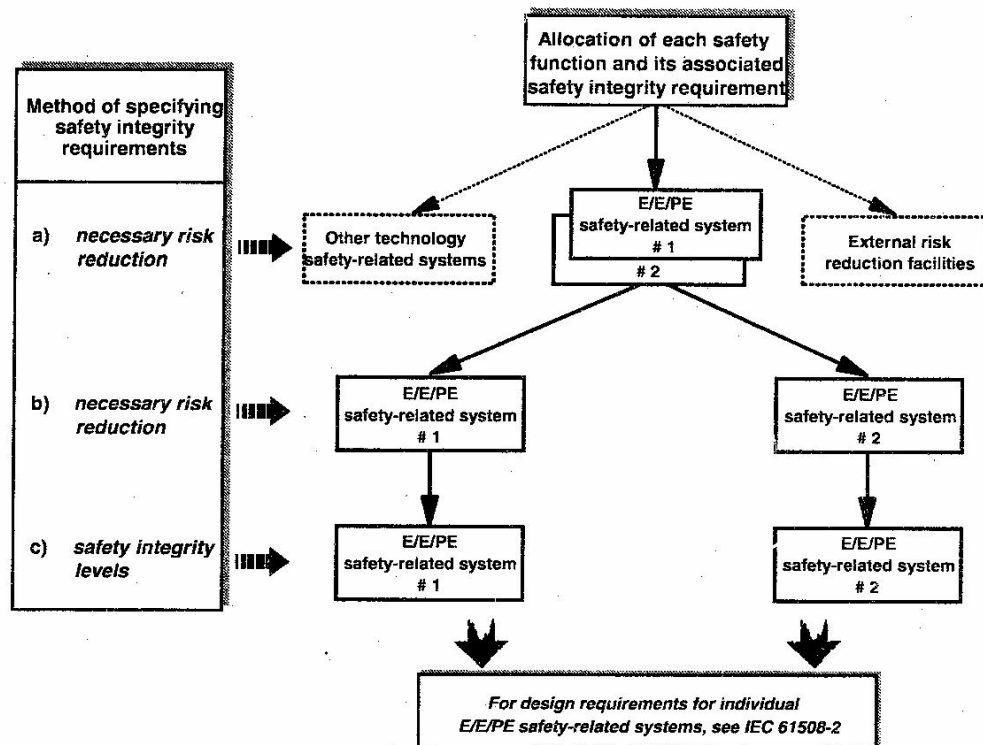 Allocation of each safety
function and its associated
safety integrity requirement
Method of specifying
safety integrity
requirements
a) necessary risk
reduction
Other technology
safety-related systems
E/E/PE
safety-related system
# 1
# 2
External risk
reduction facilities
b) necessary risk
reduction
E/E/PE
safety-related system
# 1
E/E/PE
safety-related system
# 2
c) safety integrity
levels
E/E/PE
safety-related system
# 1
E/E/PE
safety-related system
# 2
For design requirements for individual
E/E/PE safety-related systems, see IEC 61508-2